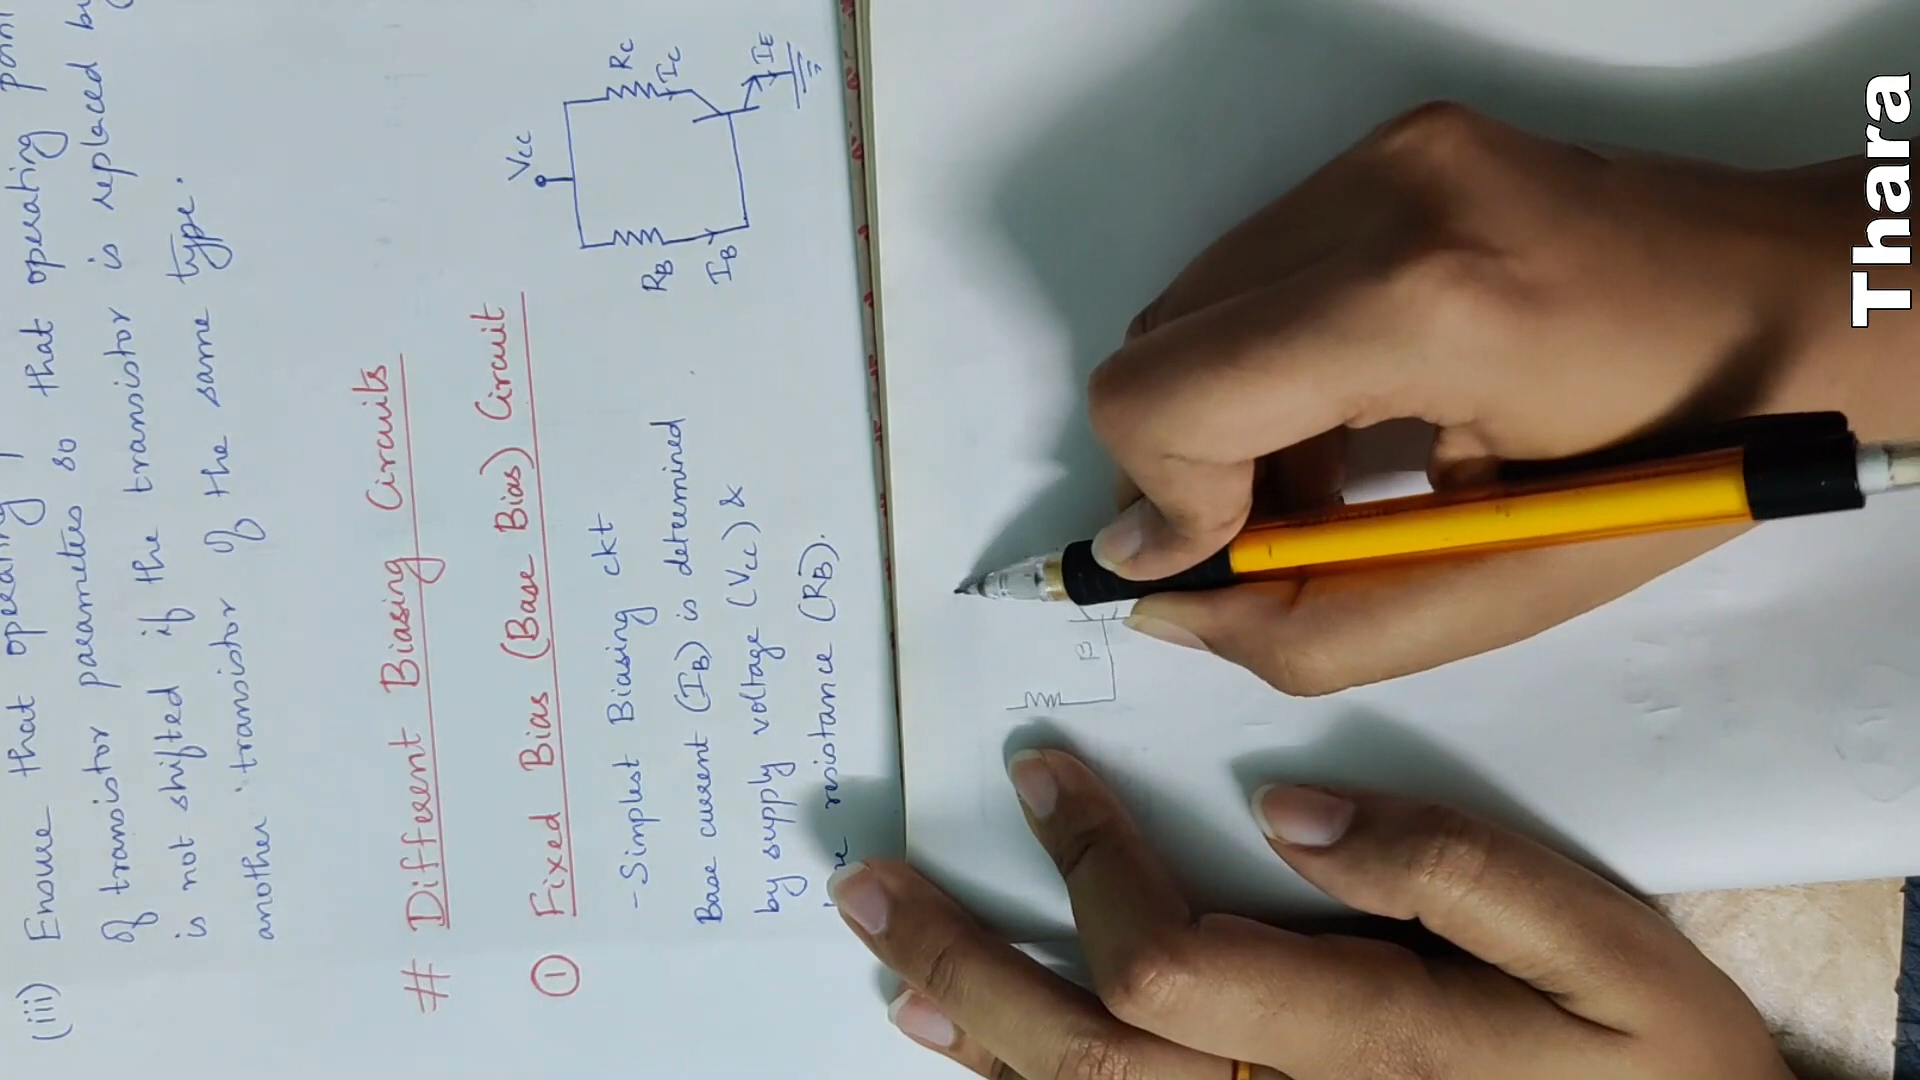 (iii) Ensure that operating
of transistor parameters so that operating point
is not shifted if the transistor is replaced by
another transistor of the same type.
# Different Biasing Circuits
① Fixed Bias (Base Bias) Circuit
- Simplest Biasing ckt
Base current (IB) is determined
by supply voltage (Vcc) &
resistance (RB).
Vcc
RB
RC
IB
IC
IE
B
Thara